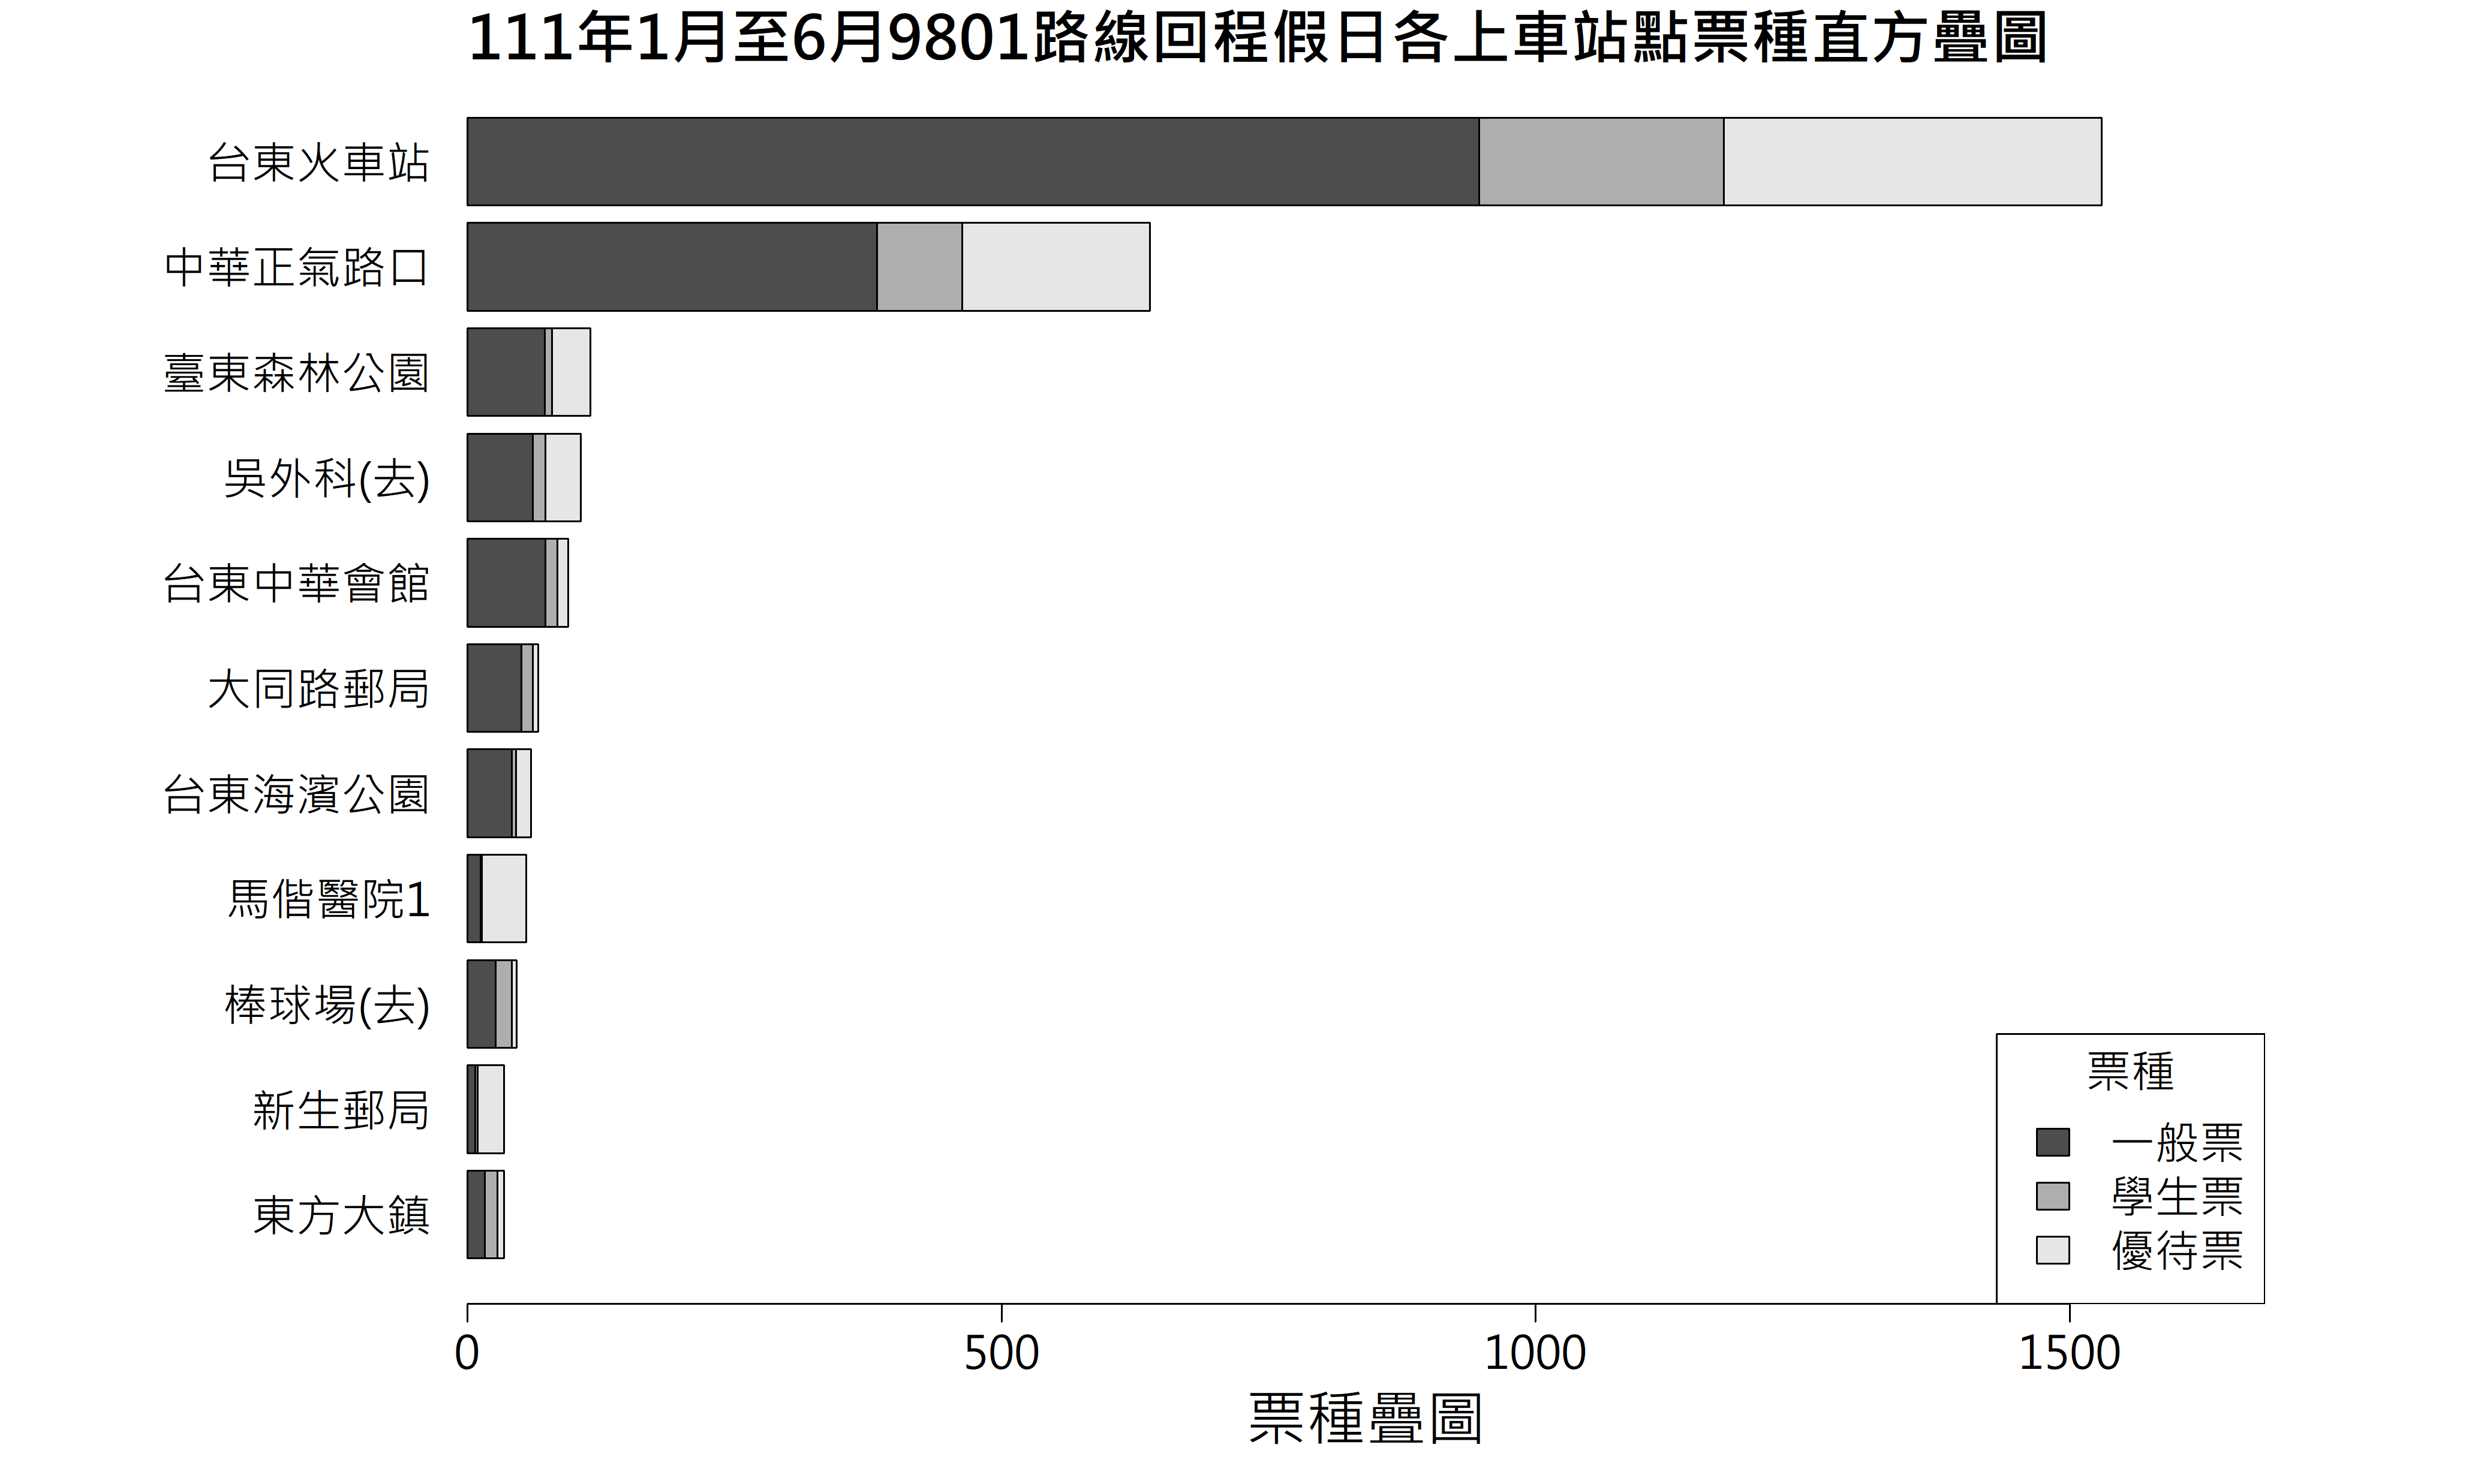 111年1月至6月9801路線回程假日各上車站點票種直方疊圖
台東火車站
中華正氣路口
臺東森林公園
吳外科(去)
台東中華會館
大同路郵局
台東海濱公園
馬偕醫院1
棒球場(去)
新生郵局
東方大鎮
票種
一般票
學生票
優待票
0 500 1000 1500
票種疊圖